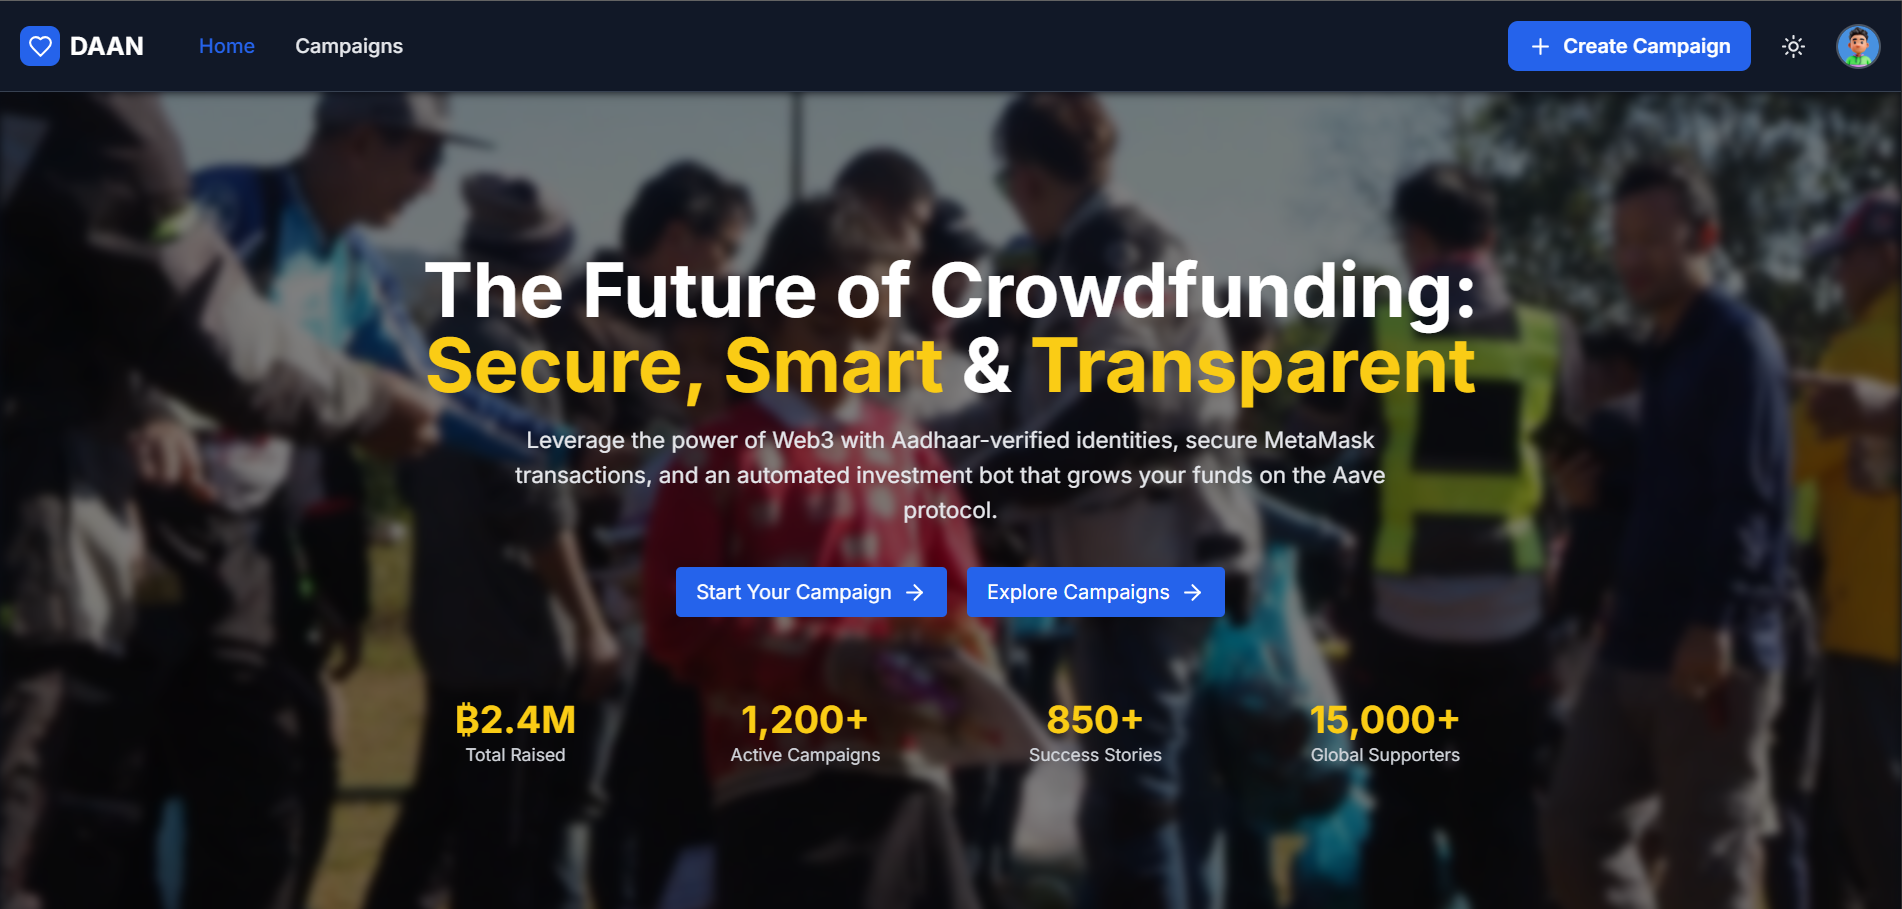 DAAN
Home
Campaigns
Create Campaign
The Future of Crowdfunding:
Secure, Smart & Transparent
Leverage the power of Web3 with Aadhaar-verified identities, secure MetaMask
transactions, and an automated investment bot that grows your funds on the Aave
protocol.
Start Your Campaign
Explore Campaigns
฿2.4M
Total Raised
1,200+
Active Campaigns
850+
Success Stories
15,000+
Global Supporters